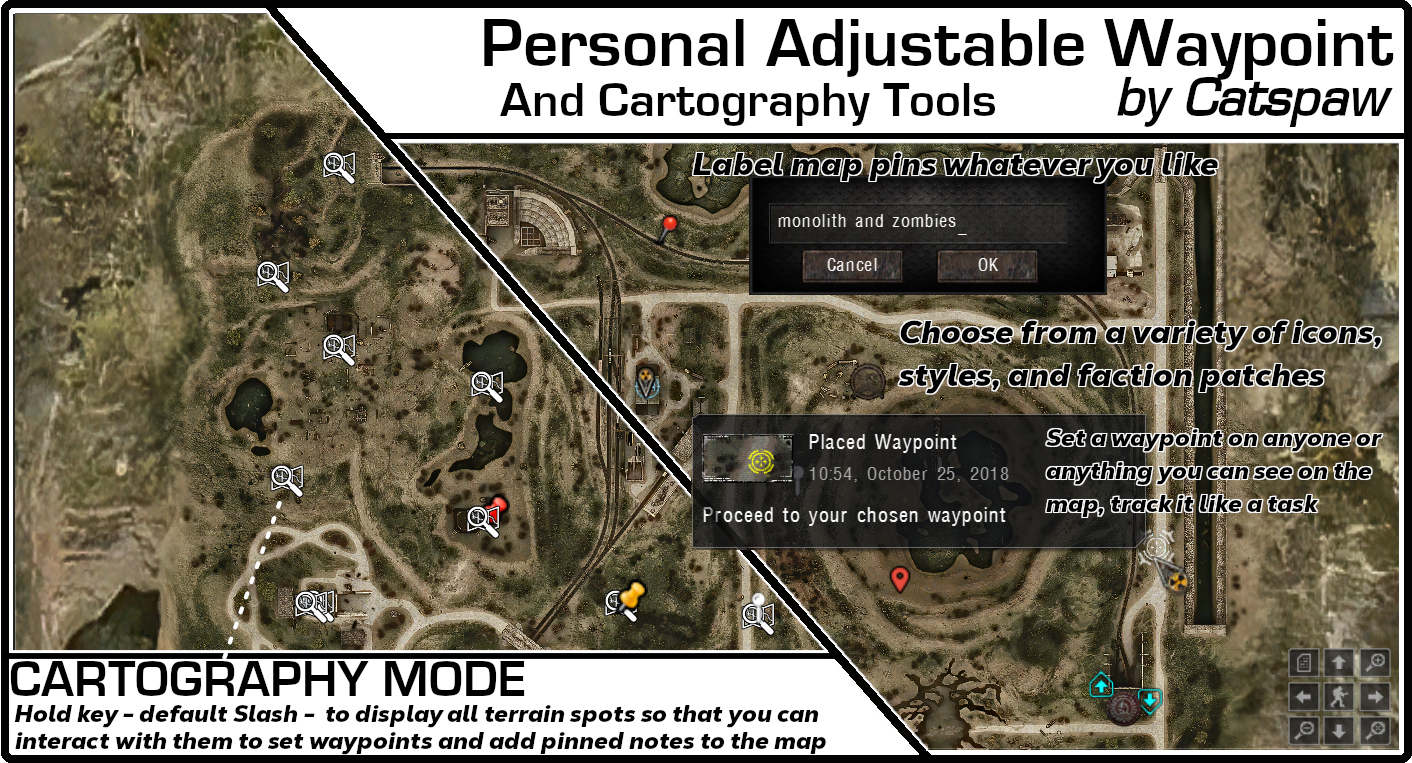 Personal Adjustable Waypoint
And Cartography Tools
by Catspaw
Label map pins whatever you like
monolith and zombies_
Cancel
OK
Choose from a variety of icons,
styles, and faction patches
Placed Waypoint
10:54, October 25, 2018
Proceed to your chosen waypoint
Set a waypoint on anyone or
anything you can see on the
map, track it like a task
CARTOGRAPHY MODE
Hold key - default Slash - to display all terrain spots so that you can
interact with them to set waypoints and add pinned notes to the map